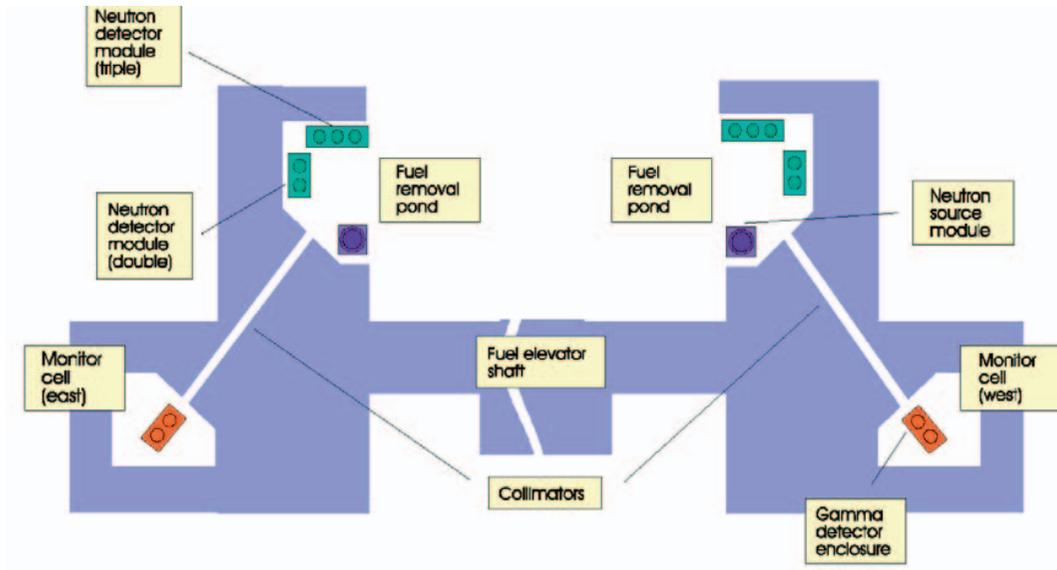 Neutron
detector
module
(triple)
Fuel
removal
pond
Fuel
removal
pond
Neutron
source
module
Neutron
detector
module
(double)
Monitor
cell
(east)
Fuel elevator
shaft
Monitor
cell
(west)
Collimators
Gamma
detector
enclosure